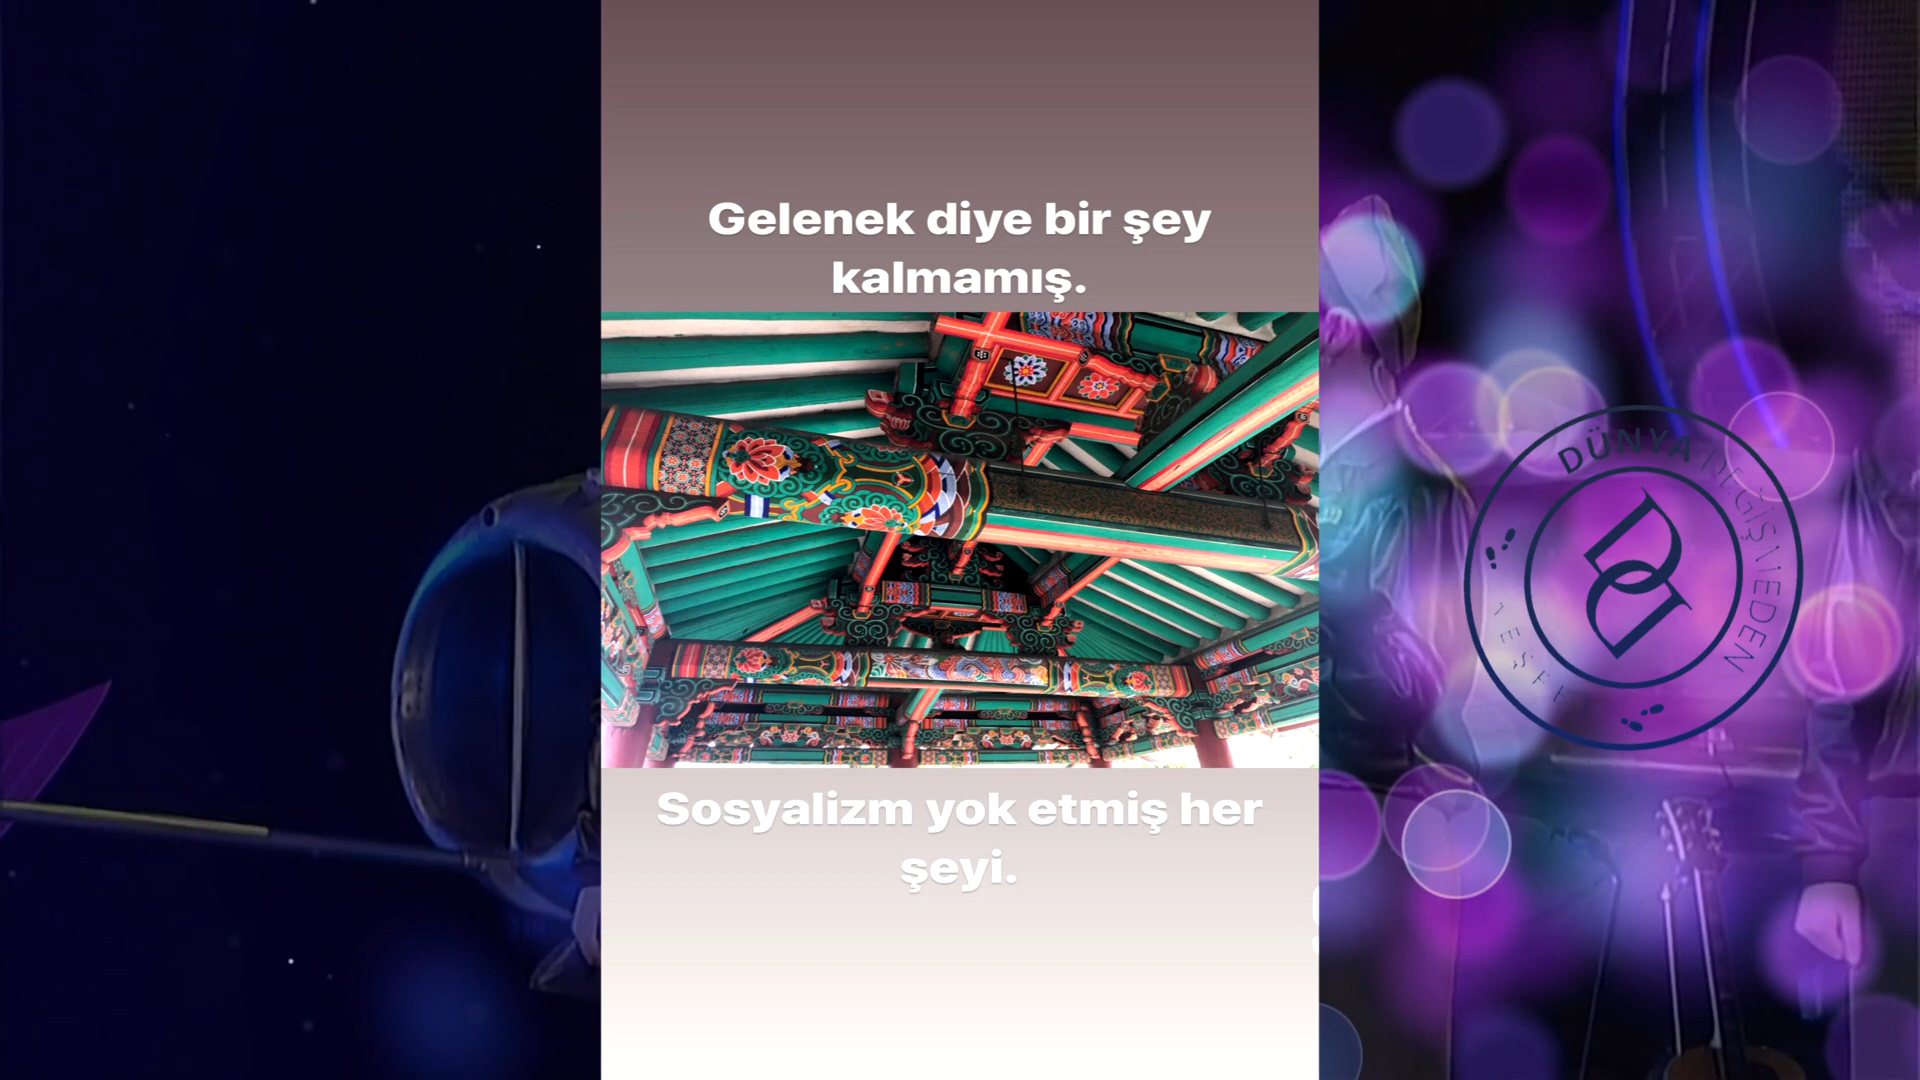 Gelenek diye bir şey
kalmamış.
Sosyalizm yok etmiş her
şeyi.
DÜNYA DEĞİŞMEDEN